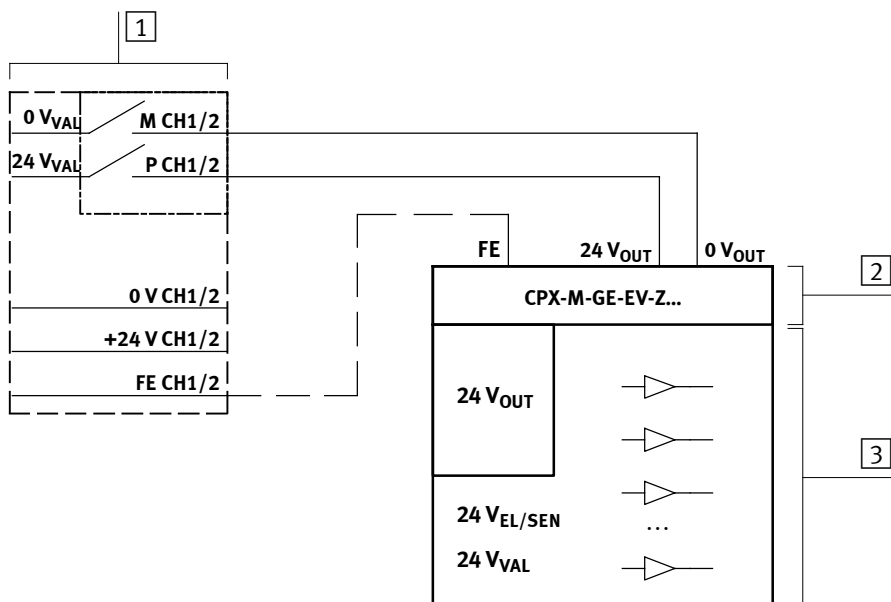 1
0 V_VAL M CH1/2
24 V_VAL P CH1/2
FE 24 V_OUT 0 V_OUT
2
CPX-M-GE-EV-Z...
0 V CH1/2
+24 V CH1/2
FE CH1/2
24 V_OUT
3
24 V_EL/SEN
...
24 V_VAL